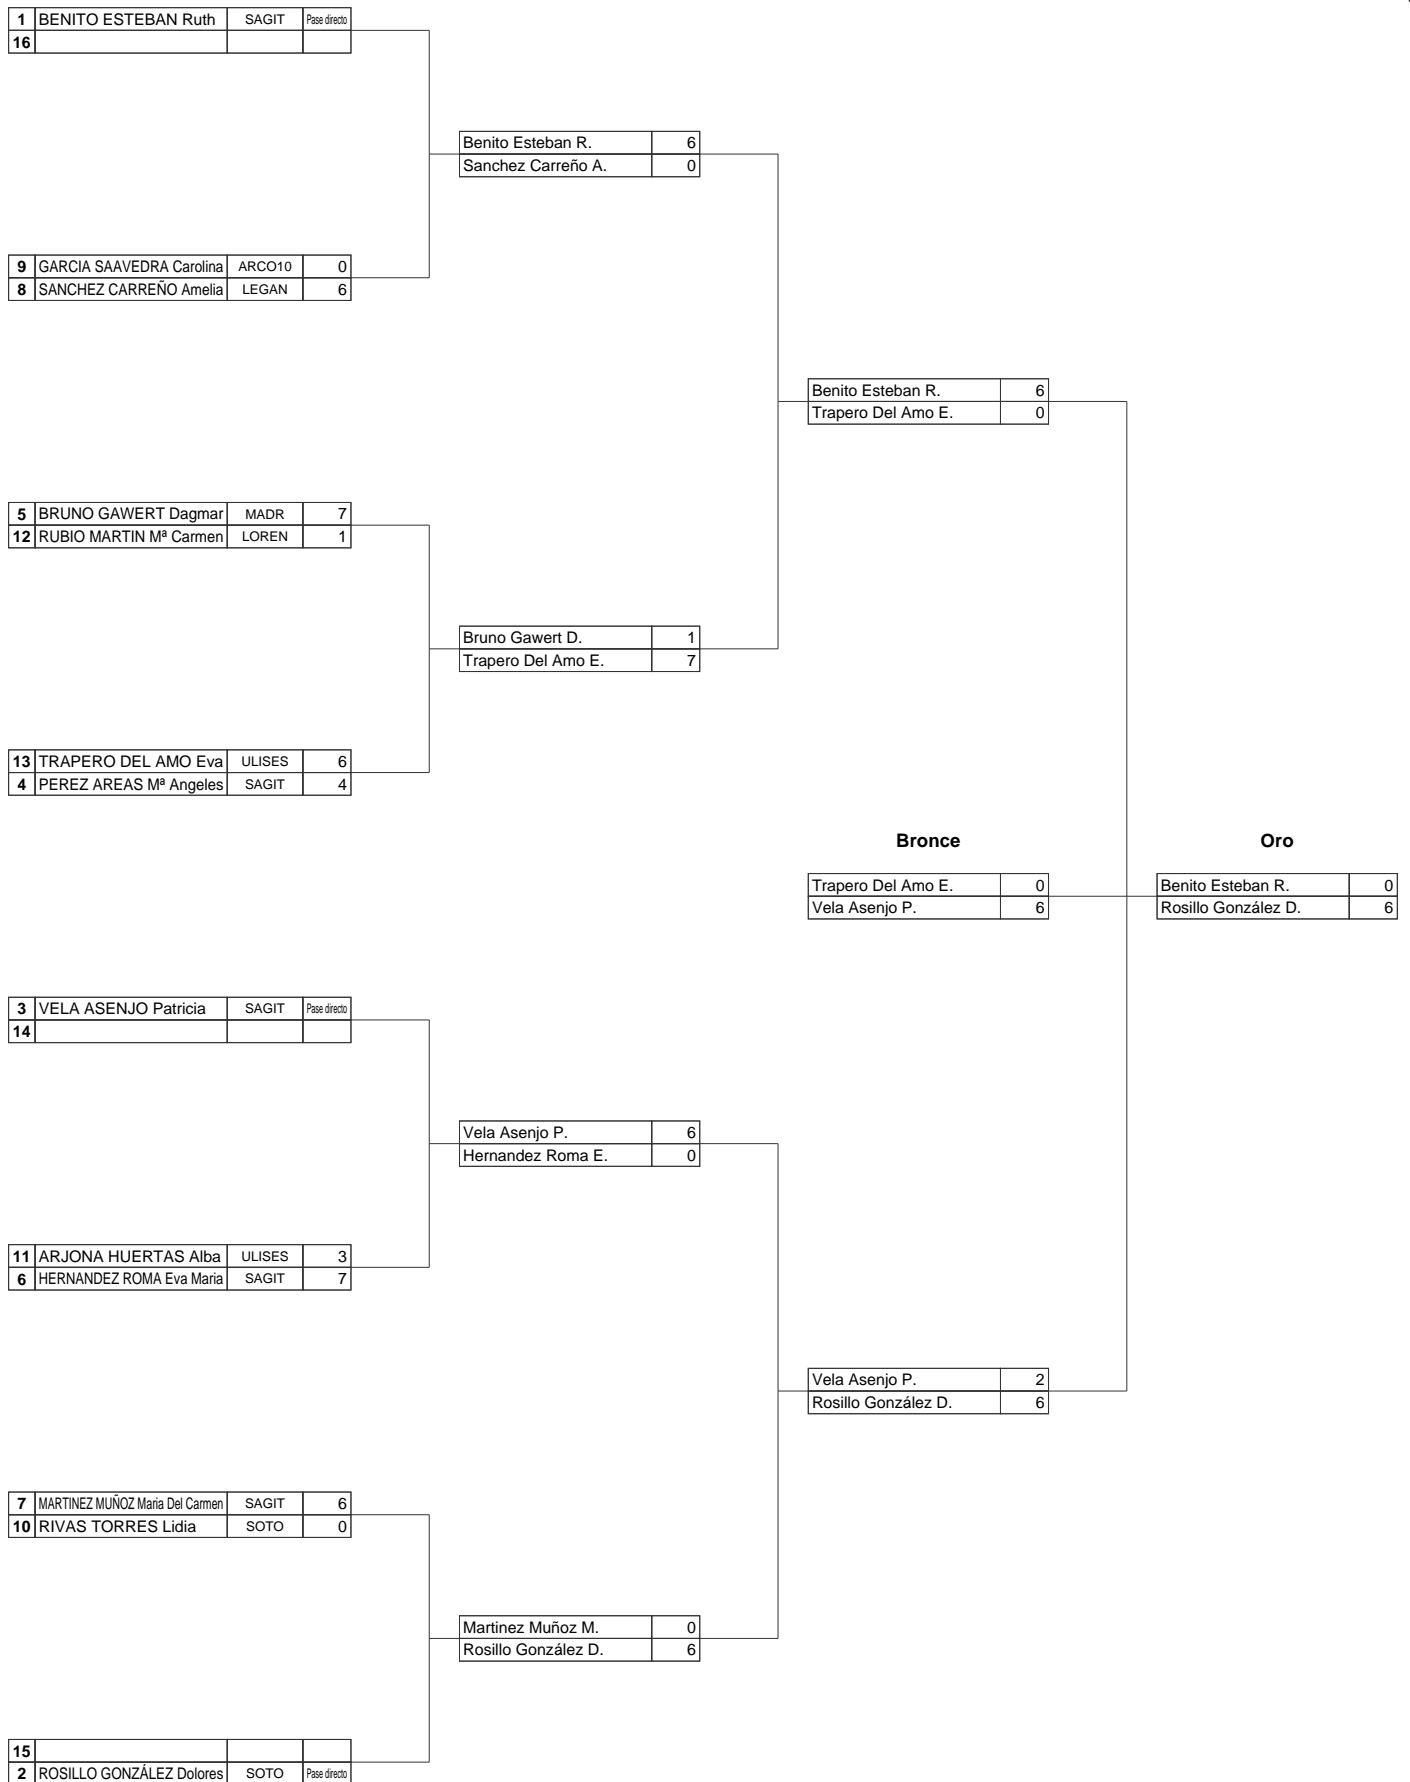 1 BENITO ESTEBAN Ruth SAGIT Pase directo
16
Benito Esteban R. 6
Sanchez Carreño A. 0
9 GARCIA SAAVEDRA Carolina ARCO10 0
8 SANCHEZ CARREÑO Amelia LEGAN 6
Benito Esteban R. 6
Trapero Del Amo E. 0
5 BRUNO GAWERT Dagmar MADR 7
12 RUBIO MARTIN Mª Carmen LOREN 1
Bruno Gawert D. 1
Trapero Del Amo E. 7
13 TRAPERO DEL AMO Eva ULISES 6
4 PEREZ AREAS Mª Angeles SAGIT 4
Bronce Oro
Trapero Del Amo E. 0 Benito Esteban R. 0
Vela Asenjo P. 6 Rosillo González D. 6
3 VELA ASENJO Patricia SAGIT Pase directo
14
Vela Asenjo P. 6
Hernandez Roma E. 0
11 ARJONA HUERTAS Alba ULISES 3
6 HERNANDEZ ROMA Eva Maria SAGIT 7
Vela Asenjo P. 2
Rosillo González D. 6
7 MARTINEZ MUÑOZ Maria Del Carmen SAGIT 6
10 RIVAS TORRES Lidia SOTO 0
Martinez Muñoz M. 0
Rosillo González D. 6
15
2 ROSILLO GONZÁLEZ Dolores SOTO Pase directo